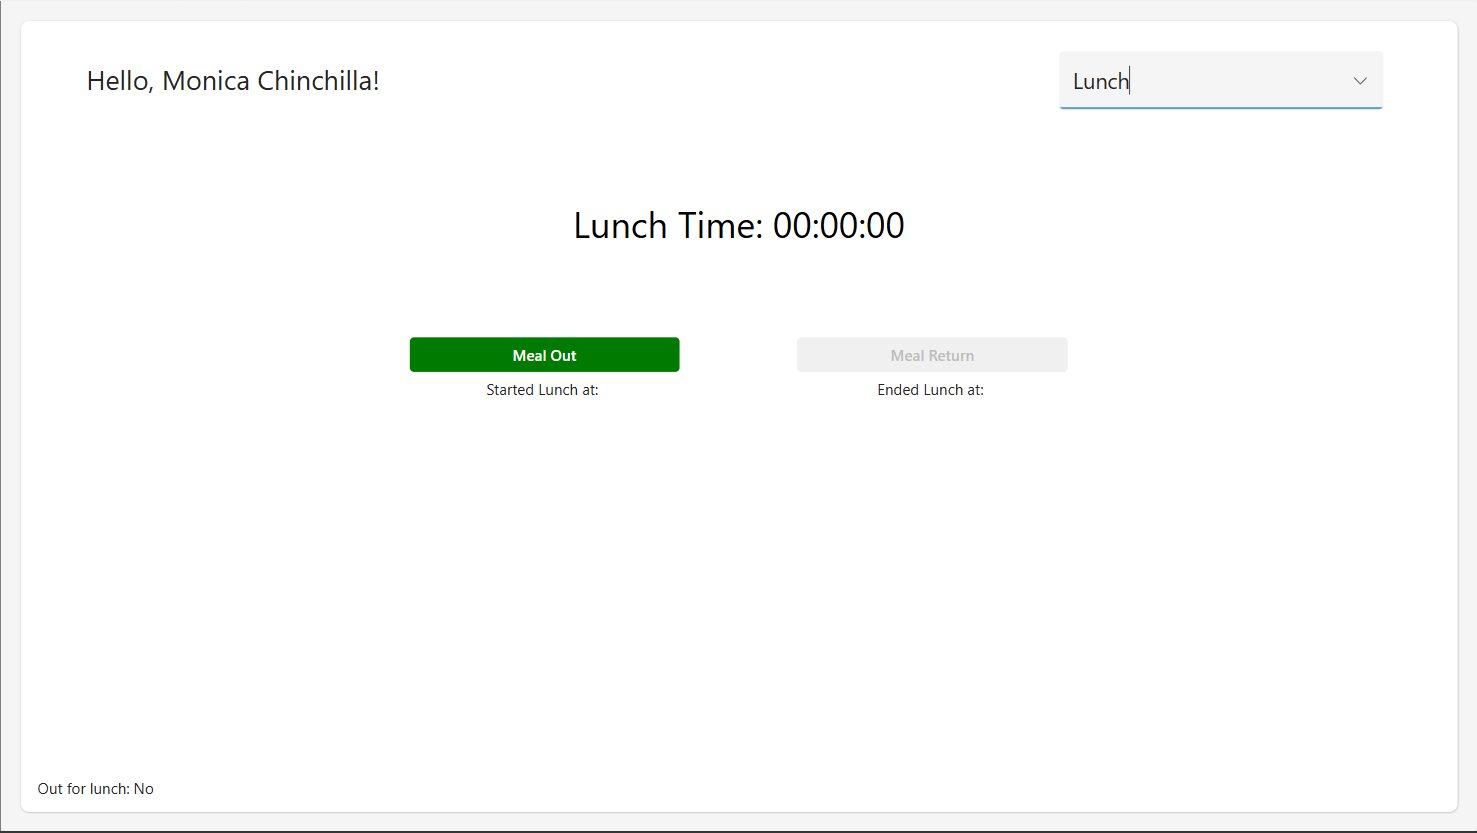 Hello, Monica Chinchilla!
Lunch
Lunch Time: 00:00:00
Meal Out
Meal Return
Started Lunch at:
Ended Lunch at:
Out for lunch: No